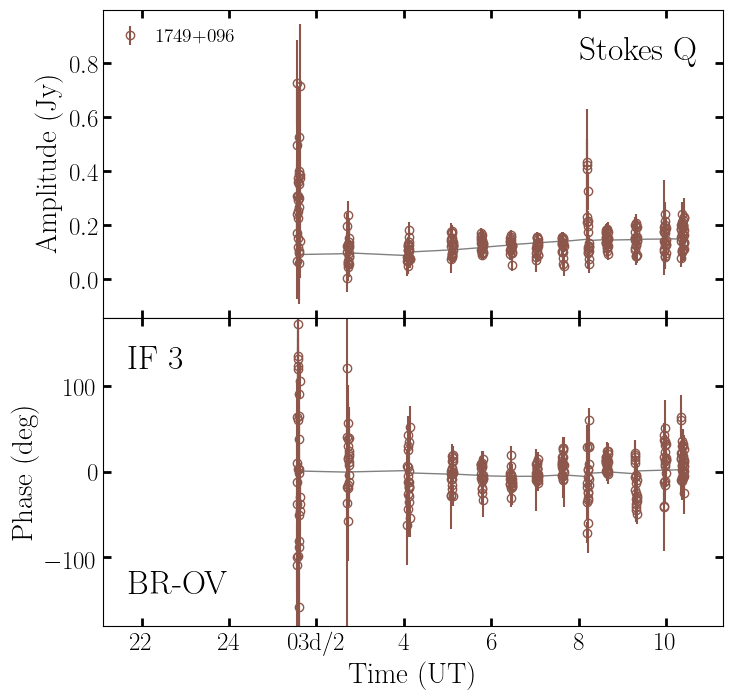 1749+096
Stokes Q
Amplitude (Jy)
0.8
0.6
0.4
0.2
0.0
IF 3
BR-OV
Phase (deg)
100
0
−100
22 24 03d/2 4 6 8 10
Time (UT)